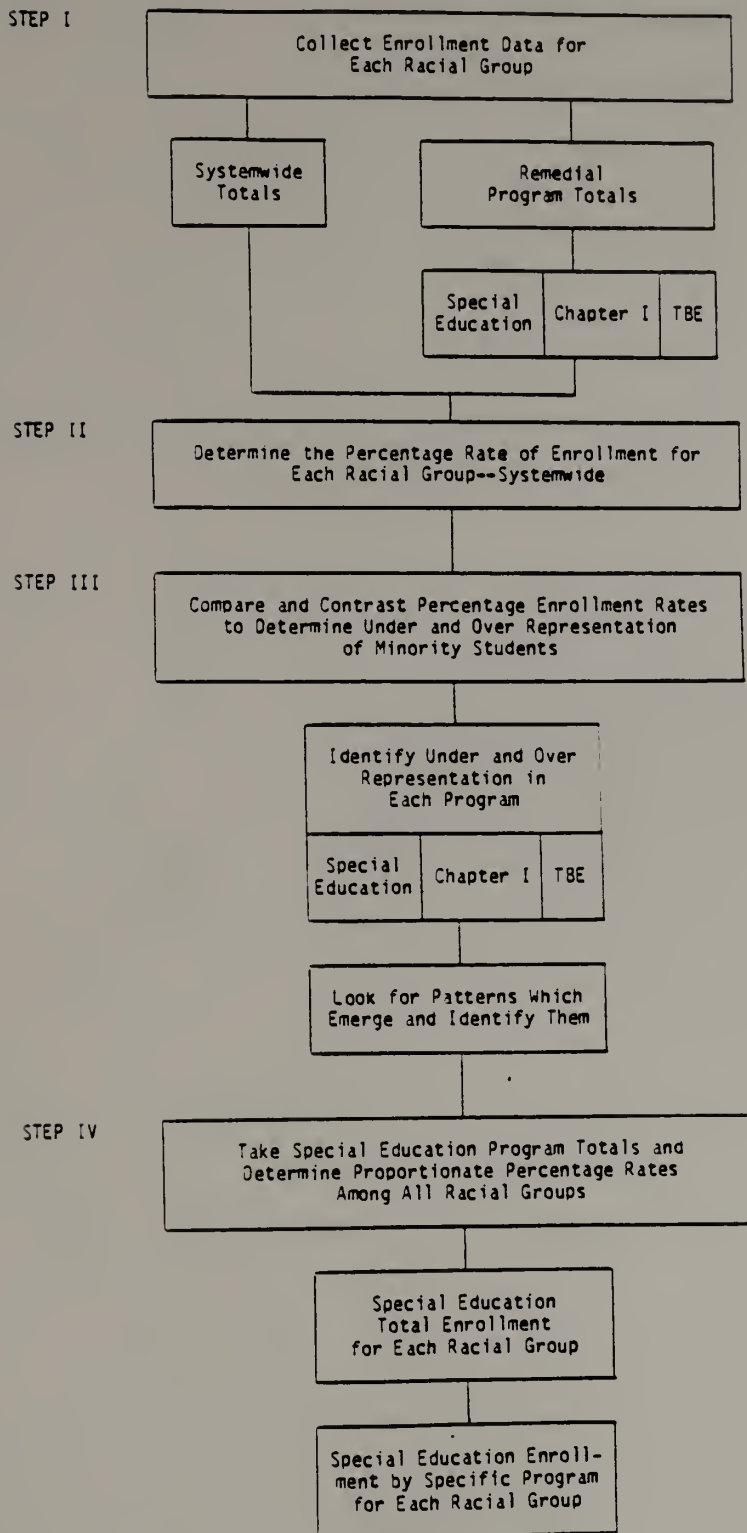 STEP I
Collect Enrollment Data for
Each Racial Group
Systemwide
Totals
Remedial
Program Totals
Special
Education
Chapter I
TBE
STEP II
Determine the Percentage Rate of Enrollment for
Each Racial Group--Systemwide
STEP III
Compare and Contrast Percentage Enrollment Rates
to Determine Under and Over Representation
of Minority Students
Identify Under and Over
Representation in
Each Program
Special
Education
Chapter I
TBE
Look for Patterns Which
Emerge and Identify Them
STEP IV
Take Special Education Program Totals and
Determine Proportionate Percentage Rates
Among All Racial Groups
Special Education
Total Enrollment
for Each Racial Group
Special Education Enroll-
ment by Specific Program
for Each Racial Group